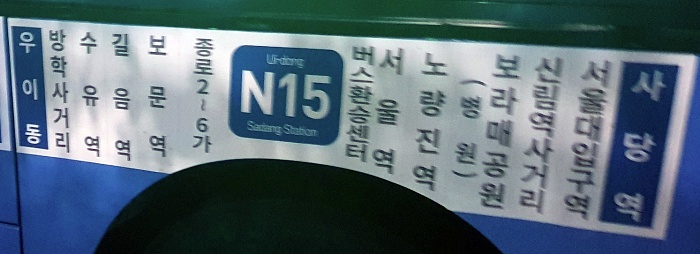 우이동
방학사거리
수유역
길음역
보문역
종로2~6가
Ui-dong
N15
Sadang Station
서울역
버스환승센터
노량진역
보라매공원
(병원)
신림역사거리
서울대입구역
사당역